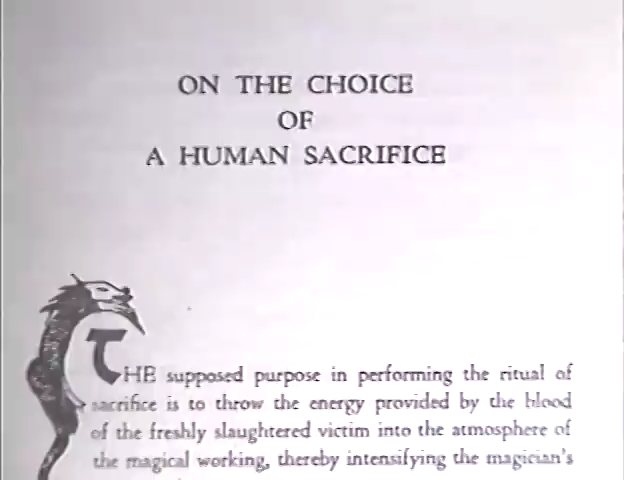 ON THE CHOICE
OF
A HUMAN SACRIFICE
THE supposed purpose in performing the ritual of
sacrifice is to throw the energy provided by the blood
of the freshly slaughtered victim into the atmosphere of
the magical working, thereby intensifying the magician's